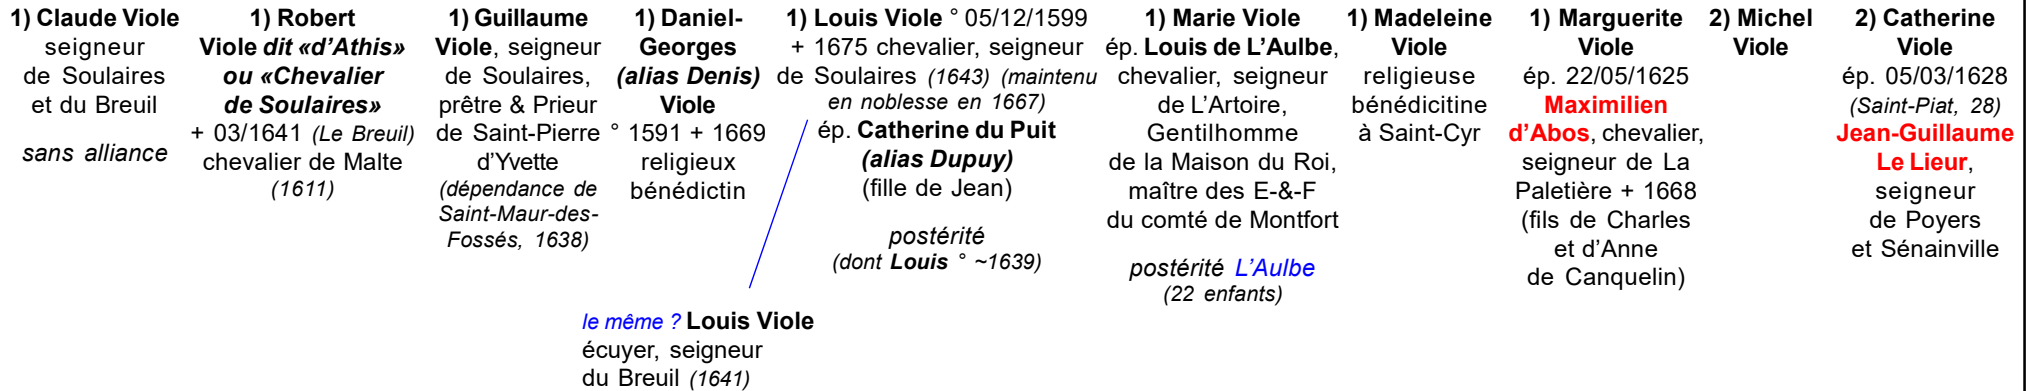 1) Claude Viole
seigneur
de Soulaires
et du Breuil
sans alliance
1) Robert
Viole dit «d'Athis»
ou «Chevalier
de Soulaires»
+ 03/1641 (Le Breuil)
chevalier de Malte
(1611)
1) Guillaume
Viole, seigneur
de Soulaires,
prêtre & Prieur
de Saint-Pierre
d'Yvette
(dépendance de
Saint-Maur-des-
Fossés, 1638)
1) Daniel-
Georges
(alias Denis)
Viole
° 1591 + 1669
religieux
bénédictin
1) Louis Viole ° 05/12/1599
+ 1675 chevalier, seigneur
de Soulaires (1643) (maintenu
en noblesse en 1667)
ép. Catherine du Puit
(alias Dupuy)
(fille de Jean)
postérité
(dont Louis ° ~1639)
1) Marie Viole
ép. Louis de L'Aulbe,
chevalier, seigneur
de L'Artoire,
Gentilhomme
de la Maison du Roi,
maître des E-&-F
du comté de Montfort
postérité L'Aulbe
(22 enfants)
1) Madeleine
Viole
religieuse
bénédicitine
à Saint-Cyr
1) Marguerite
Viole
ép. 22/05/1625
Maximilien
d'Abos, chevalier,
seigneur de La
Paletière + 1668
(fils de Charles
et d'Anne
de Canquelin)
2) Michel
Viole
2) Catherine
Viole
ép. 05/03/1628
(Saint-Piat, 28)
Jean-Guillaume
Le Lieur,
seigneur
de Poyers
et Sénainville
le même ? Louis Viole
écuyer, seigneur
du Breuil (1641)